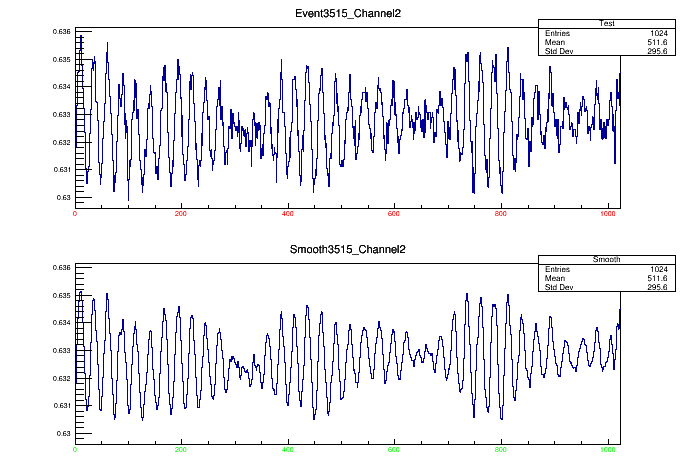 Event3515_Channel2
Test
Entries 1024
Mean 511.6
Std Dev 295.6
0.636
0.635
0.634
0.633
0.632
0.631
0.63
0 200 400 600 800 1000
Smooth3515_Channel2
Smooth
Entries 1024
Mean 511.6
Std Dev 295.6
0.636
0.635
0.634
0.633
0.632
0.631
0.63
0 200 400 600 800 1000